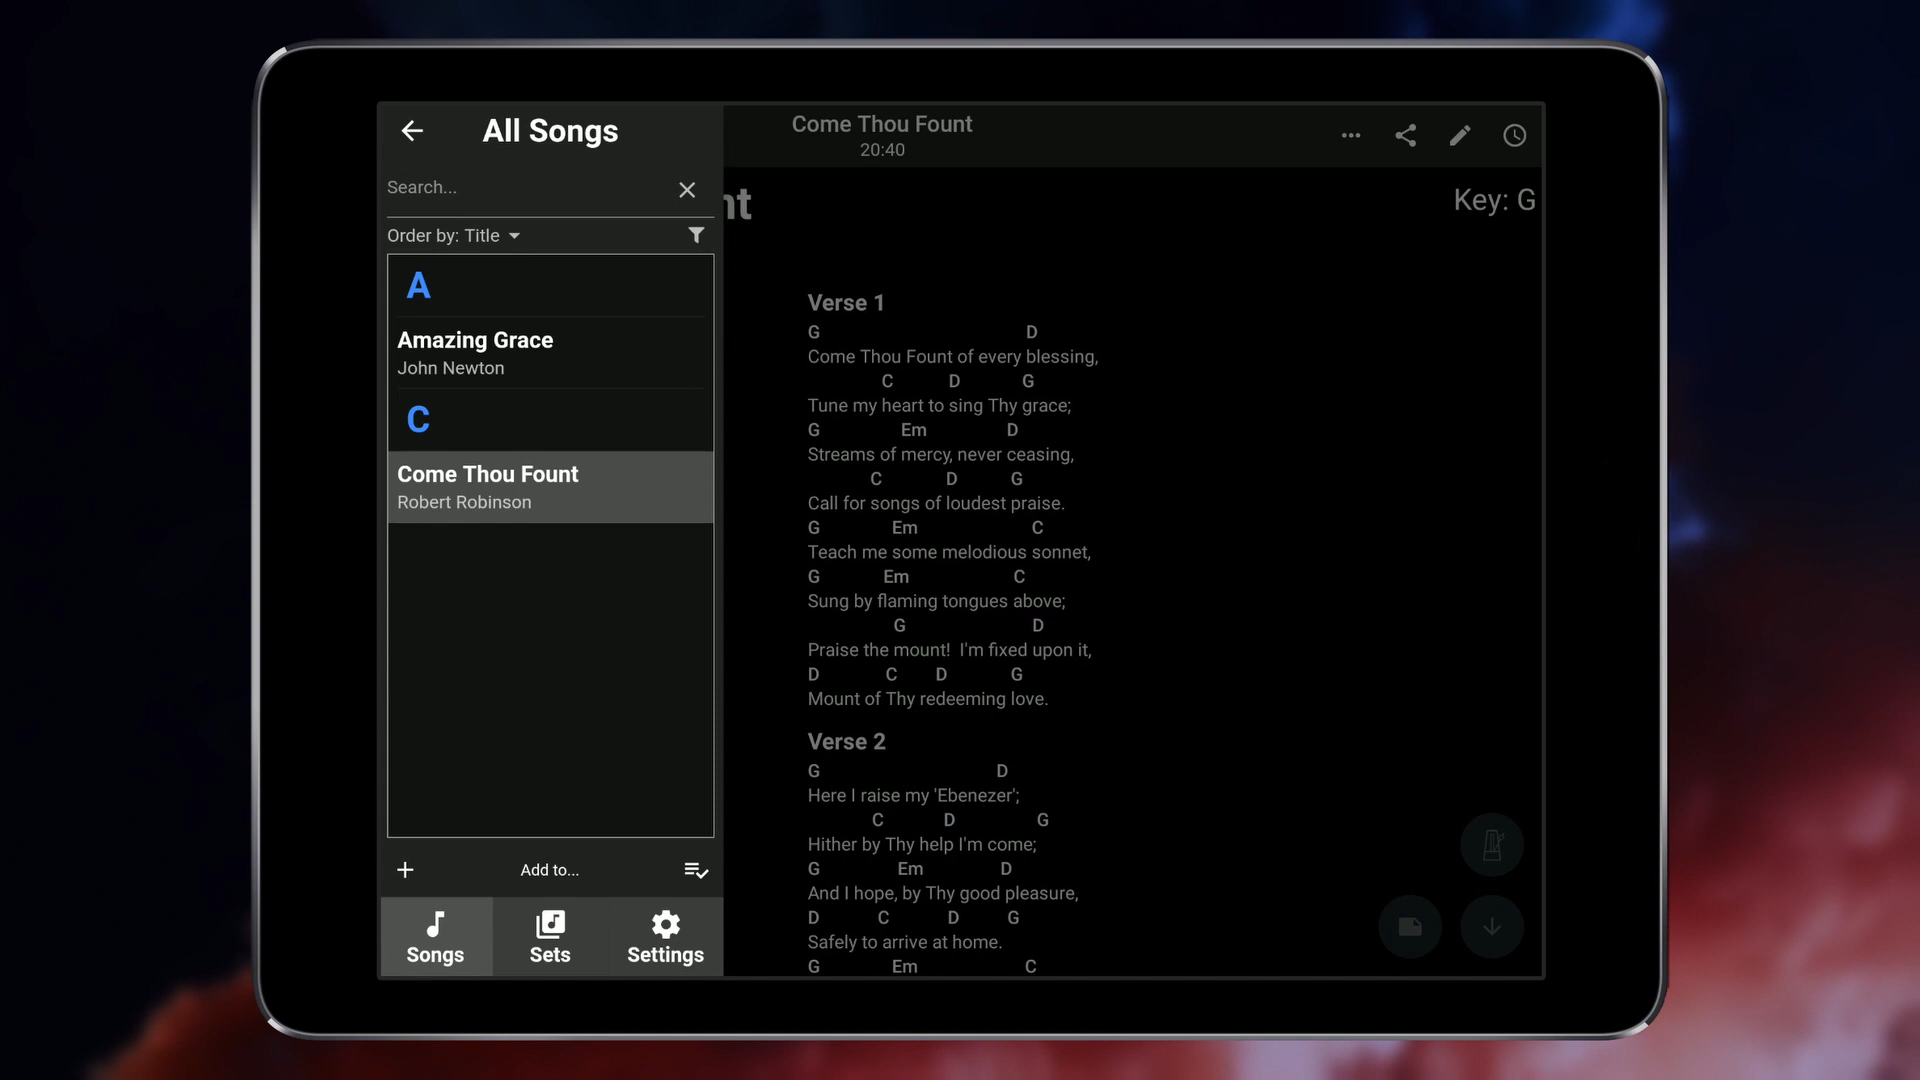 All Songs
Search...
Order by: Title
A
Amazing Grace
John Newton
C
Come Thou Fount
Robert Robinson
Add to...
Songs
Sets
Settings
Come Thou Fount
20:40
nt
Key: G
Verse 1
G D
Come Thou Fount of every blessing,
C D G
Tune my heart to sing Thy grace;
G Em D
Streams of mercy, never ceasing,
C D G
Call for songs of loudest praise.
G Em C
Teach me some melodious sonnet,
G Em C
Sung by flaming tongues above;
G D
Praise the mount!  I'm fixed upon it,
D C D G
Mount of Thy redeeming love.
Verse 2
G D
Here I raise my 'Ebenezer';
C D G
Hither by Thy help I'm come;
G Em D
And I hope, by Thy good pleasure,
D C D G
Safely to arrive at home.
G Em C